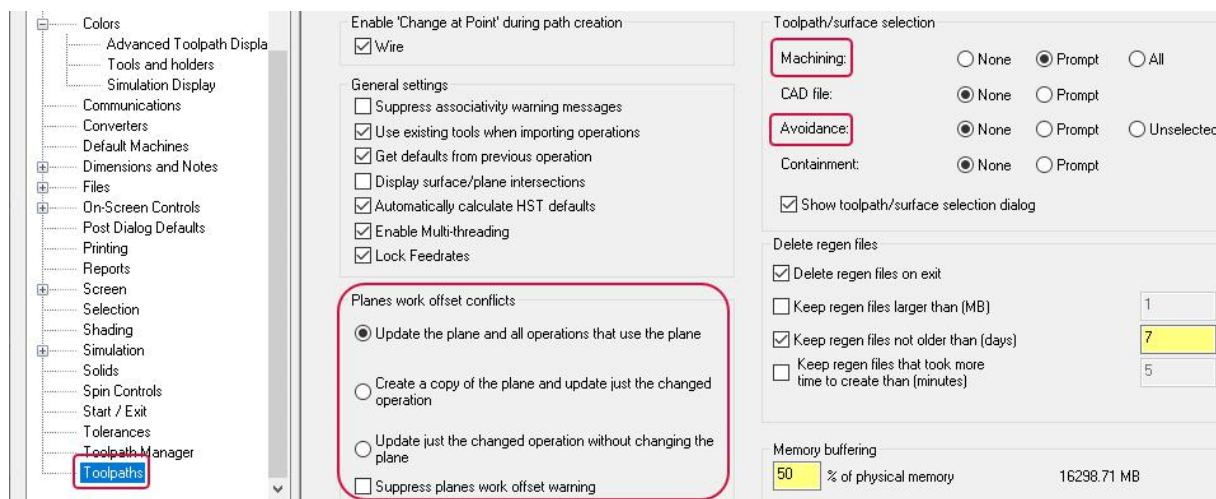 Colors
Advanced Toolpath Displa
Tools and holders
Simulation Display
Communications
Converters
Default Machines
Dimensions and Notes
Files
On-Screen Controls
Post Dialog Defaults
Printing
Reports
Screen
Selection
Shading
Simulation
Solids
Spin Controls
Start / Exit
Tolerances
Toolpath Manager
Toolpaths
Enable 'Change at Point' during path creation
Wire
General settings
Suppress associativity warning messages
Use existing tools when importing operations
Get defaults from previous operation
Display surface/plane intersections
Automatically calculate HST defaults
Enable Multi-threading
Lock Feedrates
Planes work offset conflicts
Update the plane and all operations that use the plane
Create a copy of the plane and update just the changed
operation
Update just the changed operation without changing the
plane
Suppress planes work offset warning
Toolpath/surface selection
Machining: None Prompt All
CAD file: None Prompt
Avoidance: None Prompt Unselected
Containment: None Prompt
Show toolpath/surface selection dialog
Delete regen files
Delete regen files on exit
Keep regen files larger than (MB) 1
Keep regen files not older than (days) 7
Keep regen files that took more
time to create than (minutes) 5
Memory buffering
50 % of physical memory 16298.71 MB